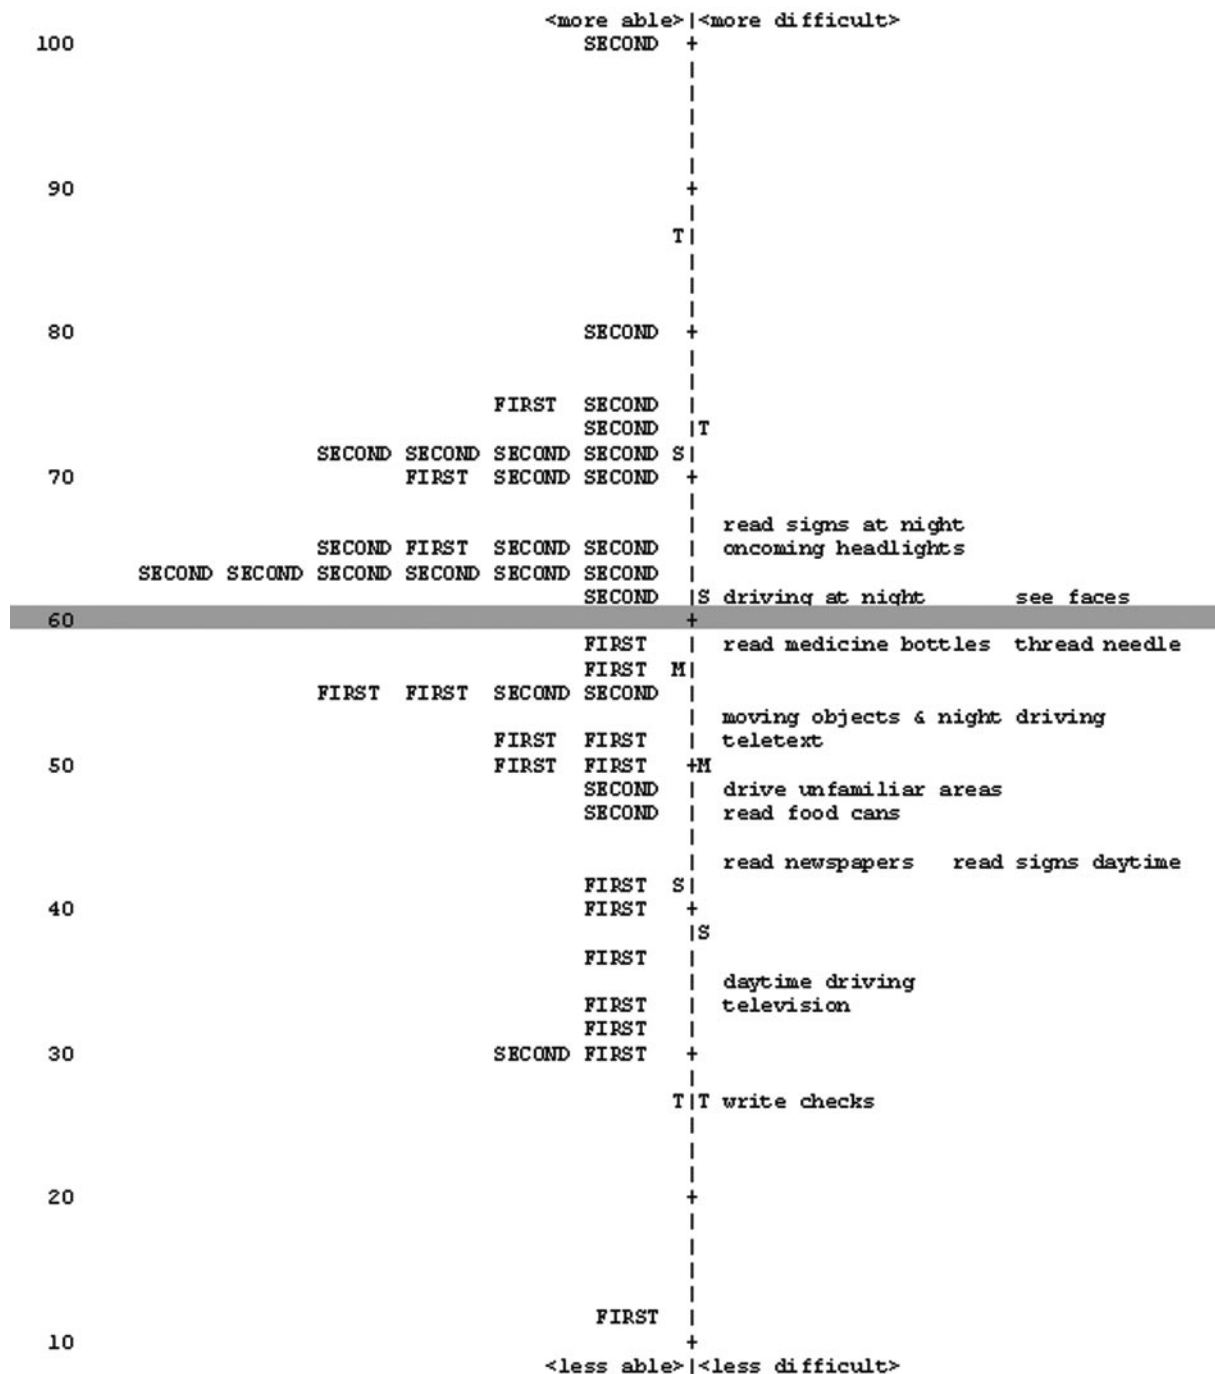 <more able>|<more difficult>
100 SECOND +
|
|
|
|
|
90 +
|
T|
|
|
|
80 SECOND +
|
|
FIRST SECOND |
SECOND |T
SECOND SECOND SECOND SECOND S|
70 FIRST SECOND SECOND +
|
| read signs at night
SECOND FIRST SECOND SECOND | oncoming headlights
SECOND SECOND SECOND SECOND SECOND SECOND |
SECOND |S driving at night see faces
60 +
FIRST | read medicine bottles thread needle
FIRST M|
FIRST FIRST SECOND SECOND |
| moving objects & night driving
FIRST FIRST | teletext
50 FIRST FIRST +M
SECOND | drive unfamiliar areas
SECOND | read food cans
|
| read newspapers read signs daytime
FIRST S|
40 FIRST +
|S
FIRST |
| daytime driving
FIRST | television
FIRST |
30 SECOND FIRST +
|
T|T write checks
|
|
|
20 +
|
|
|
|
FIRST |
10 +
<less able>|<less difficult>